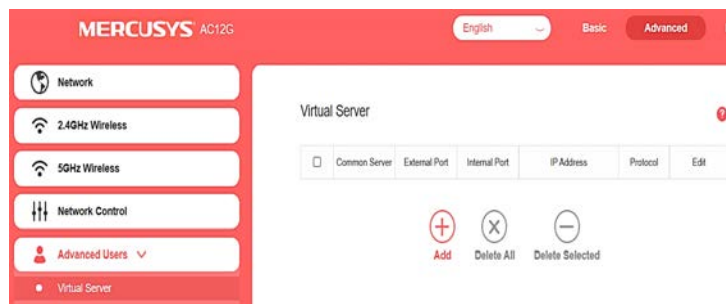 MERCUSYS AC12G
English
Basic
Advanced
Network
2.4GHz Wireless
5GHz Wireless
Network Control
Advanced Users
Virtual Server
Virtual Server
?
Common Server External Port Internal Port IP Address Protocol Edit
Add Delete All Delete Selected